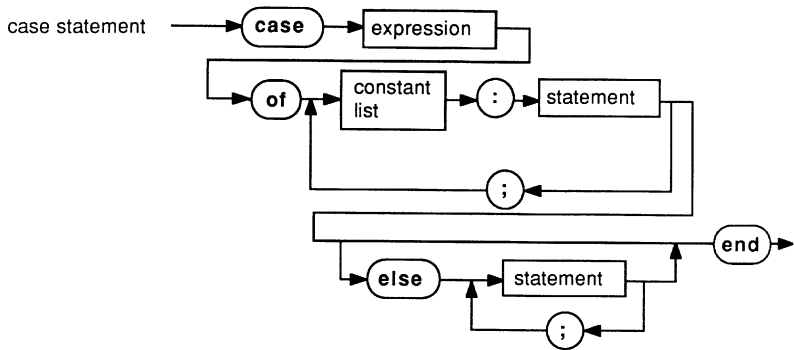 case statement case expression
of constant list : statement
;
end
else statement
;